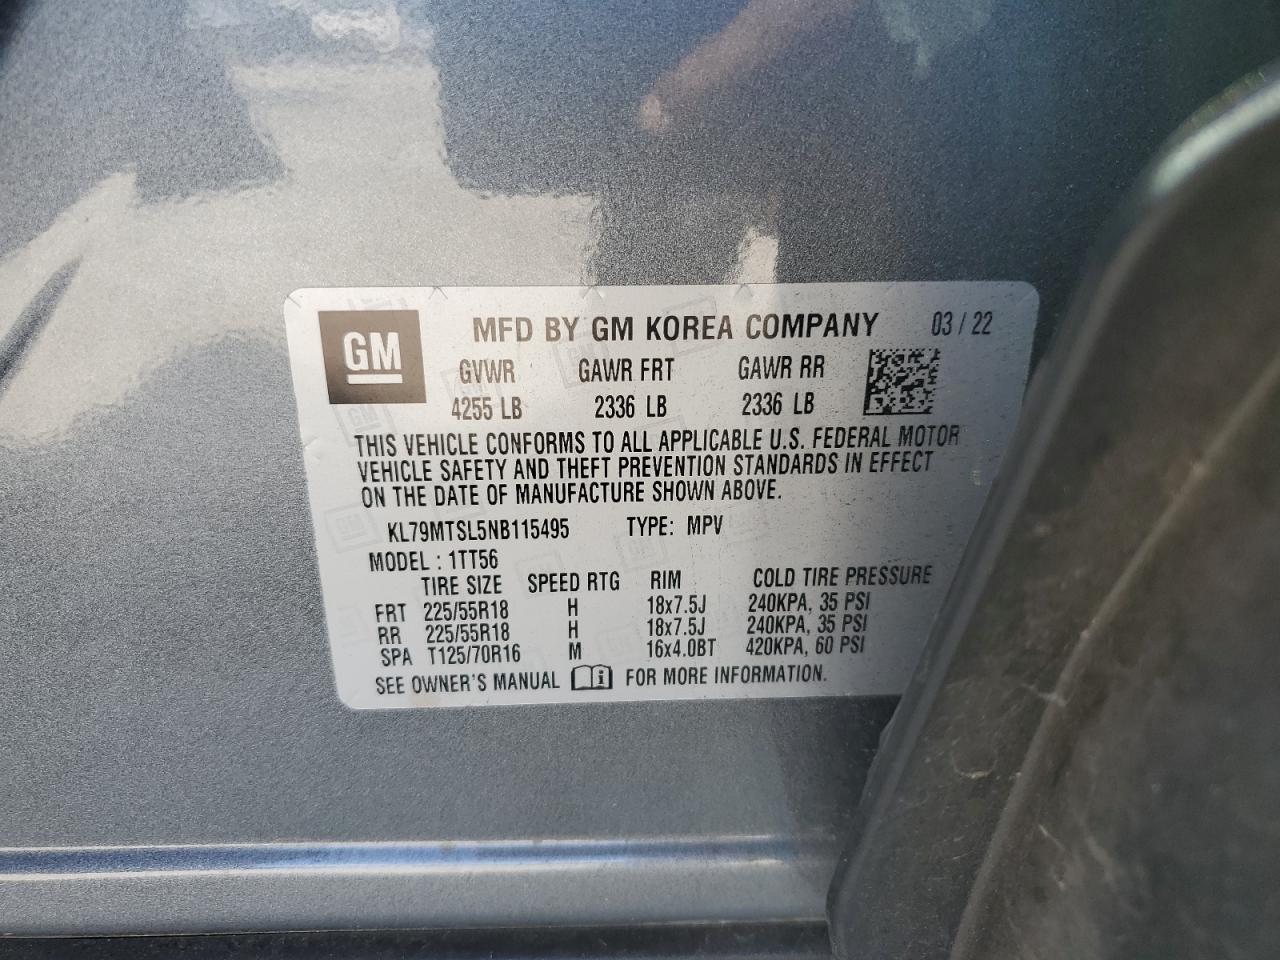 GM
MFD BY GM KOREA COMPANY 03 / 22
GVWR GAWR FRT GAWR RR
4255 LB 2336 LB 2336 LB
THIS VEHICLE CONFORMS TO ALL APPLICABLE U.S. FEDERAL MOTOR
VEHICLE SAFETY AND THEFT PREVENTION STANDARDS IN EFFECT
ON THE DATE OF MANUFACTURE SHOWN ABOVE.
KL79MTSL5NB115495 TYPE: MPV
MODEL : 1TT56
TIRE SIZE SPEED RTG RIM COLD TIRE PRESSURE
FRT 225/55R18 H 18x7.5J 240KPA, 35 PSI
RR 225/55R18 H 18x7.5J 240KPA, 35 PSI
SPA T125/70R16 M 16x4.0BT 420KPA, 60 PSI
SEE OWNER'S MANUAL i FOR MORE INFORMATION.